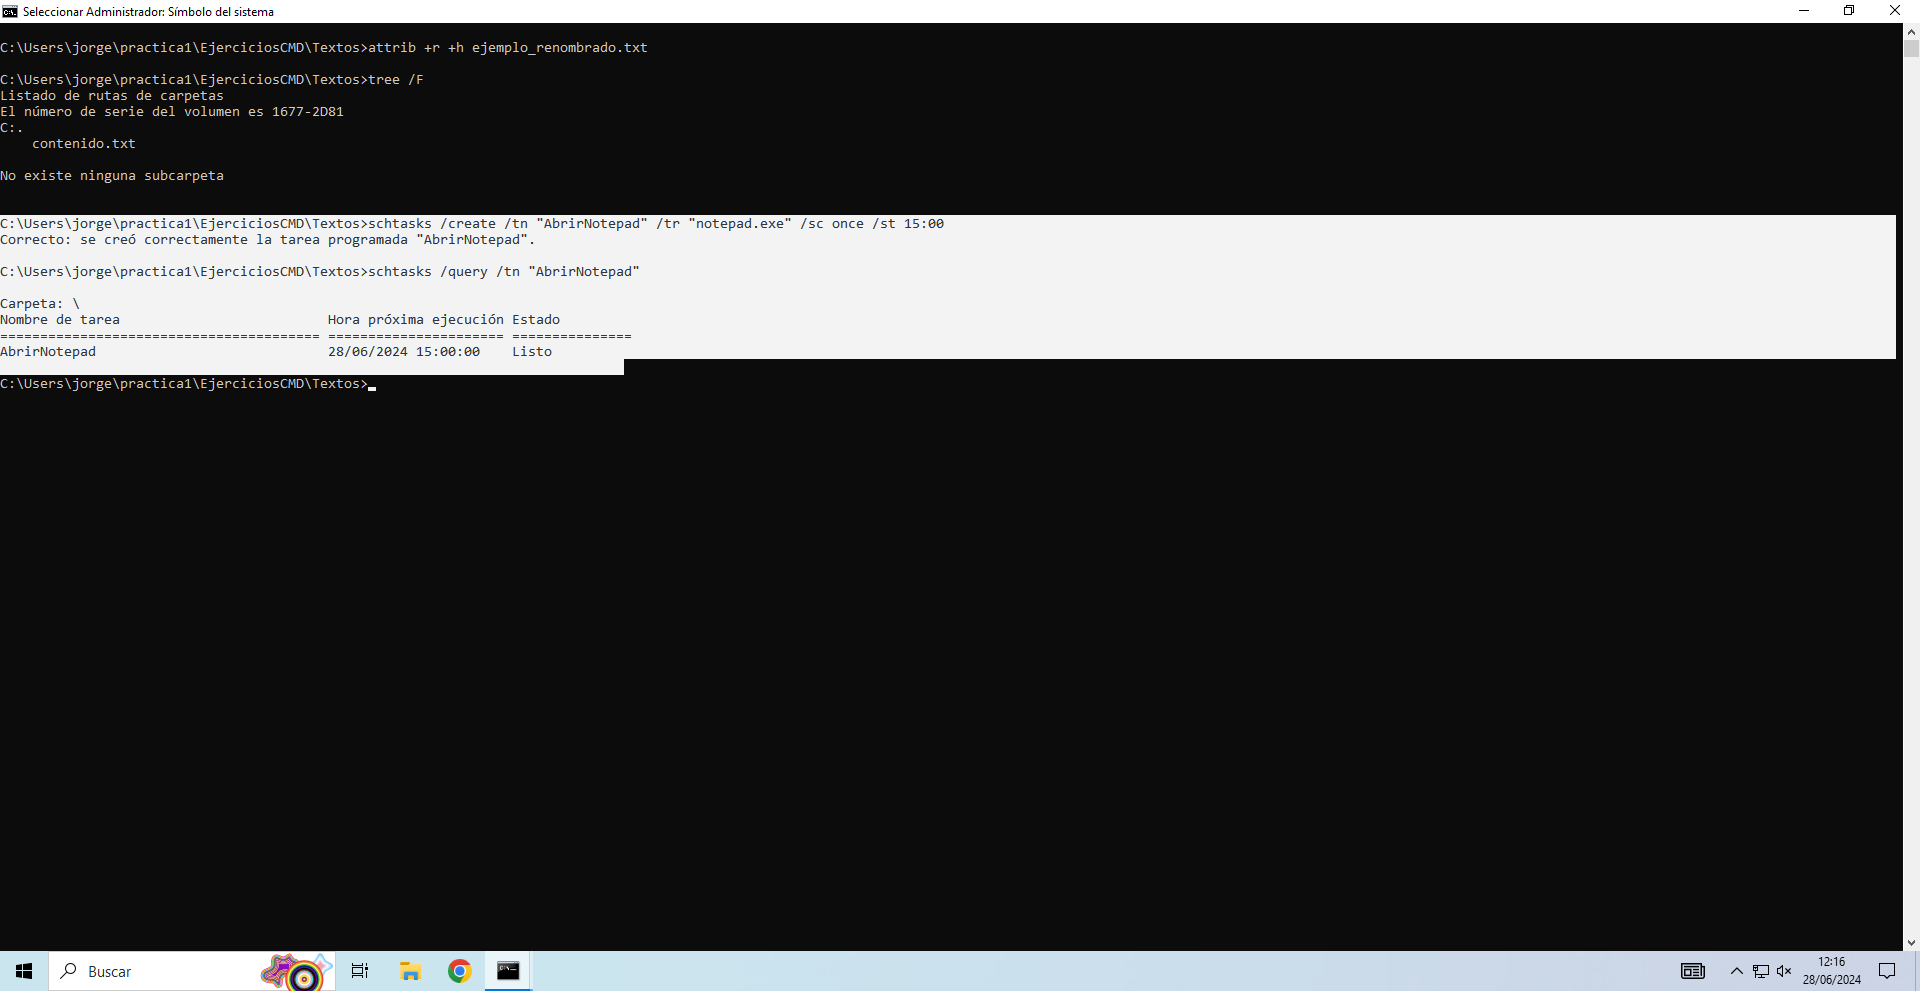 Seleccionar Administrador: Símbolo del sistema
C:\Users\jorge\practica1\EjerciciosCMD\Textos>attrib +r +h ejemplo_renombrado.txt
C:\Users\jorge\practica1\EjerciciosCMD\Textos>tree /F
Listado de rutas de carpetas
El número de serie del volumen es 1677-2D81
C:.
    contenido.txt
No existe ninguna subcarpeta
C:\Users\jorge\practica1\EjerciciosCMD\Textos>schtasks /create /tn "AbrirNotepad" /tr "notepad.exe" /sc once /st 15:00
Correcto: se creó correctamente la tarea programada "AbrirNotepad".
C:\Users\jorge\practica1\EjerciciosCMD\Textos>schtasks /query /tn "AbrirNotepad"
Carpeta: \
Nombre de tarea                          Hora próxima ejecución Estado
======================================== ====================== ===============
AbrirNotepad                             28/06/2024 15:00:00    Listo
C:\Users\jorge\practica1\EjerciciosCMD\Textos>
Buscar
12:16
28/06/2024